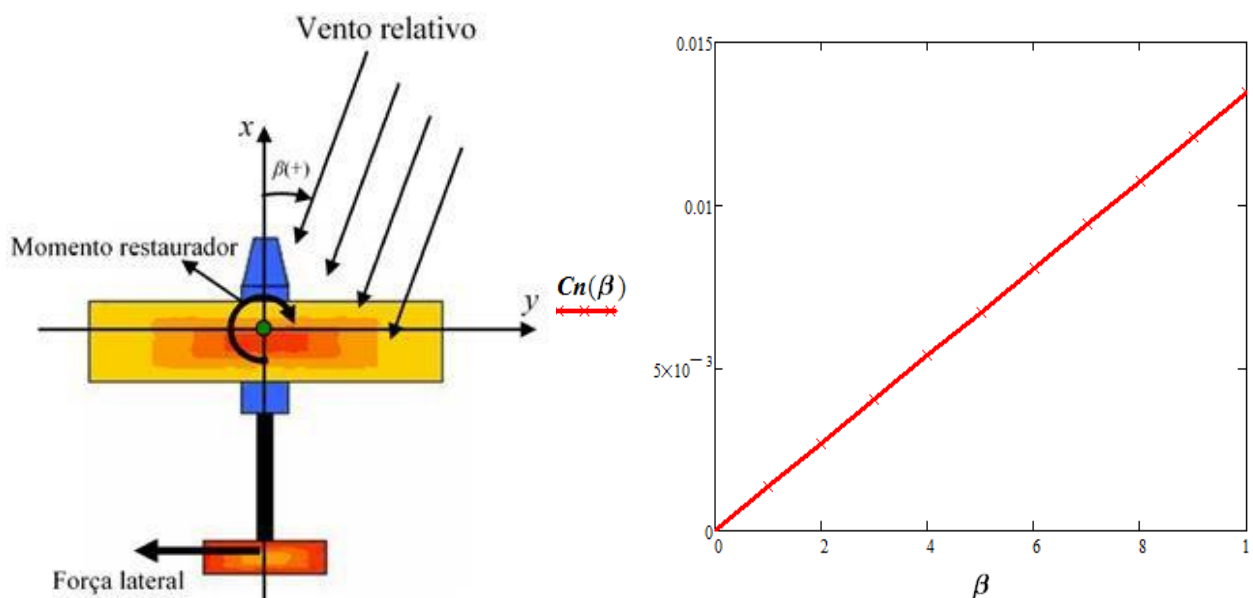 Vento relativo
x
β(+)
Momento restaurador
y
Força lateral
Cn(β)
0.015
0.01
5×10⁻³
0
0 2 4 6 8 1
β